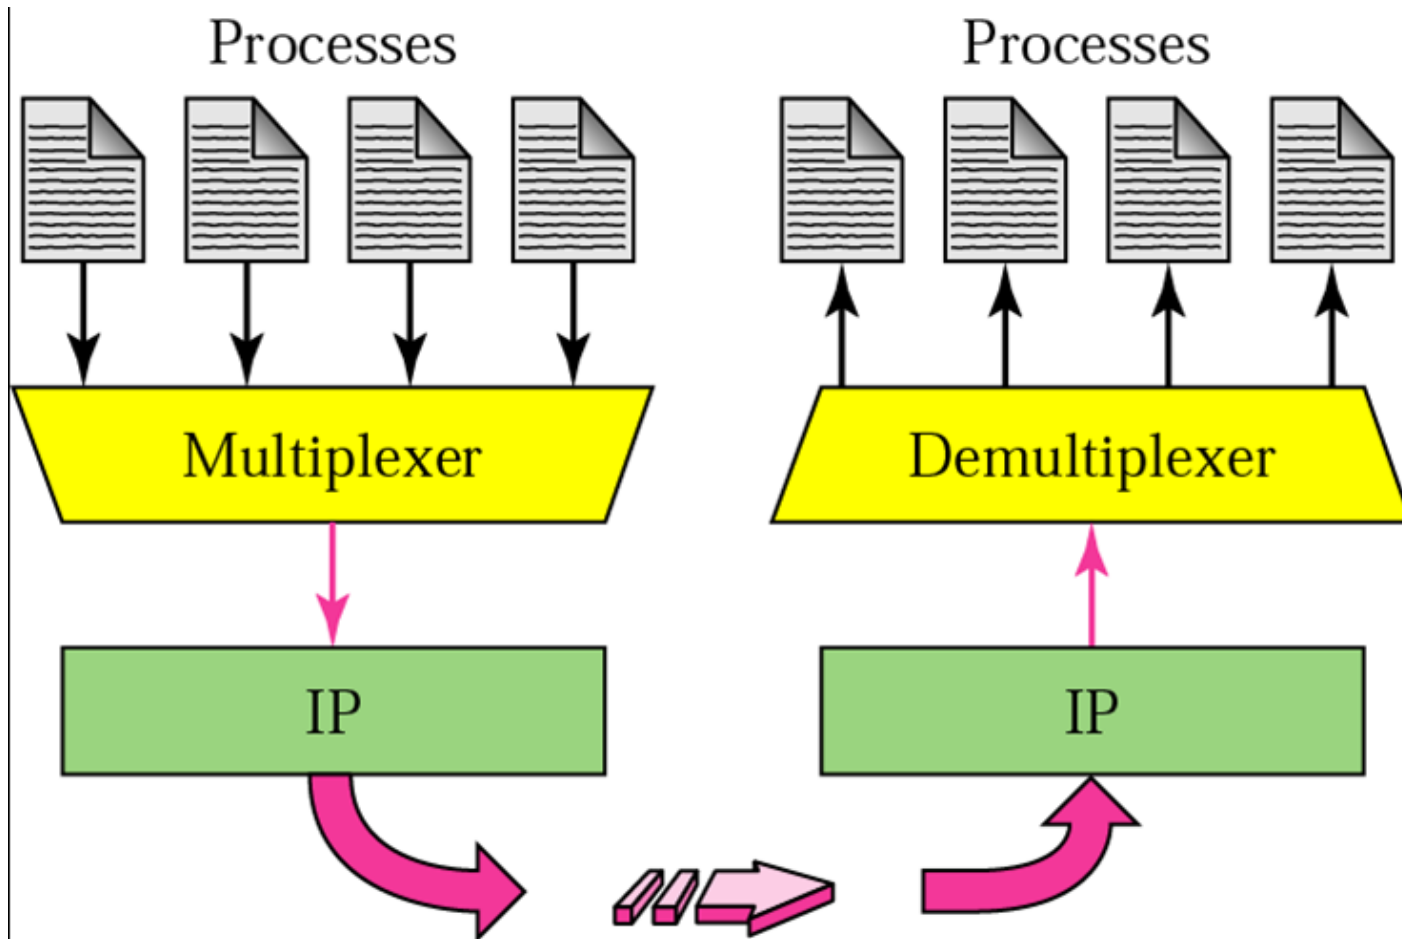 Processes
Processes
Multiplexer
Demultiplexer
IP
IP